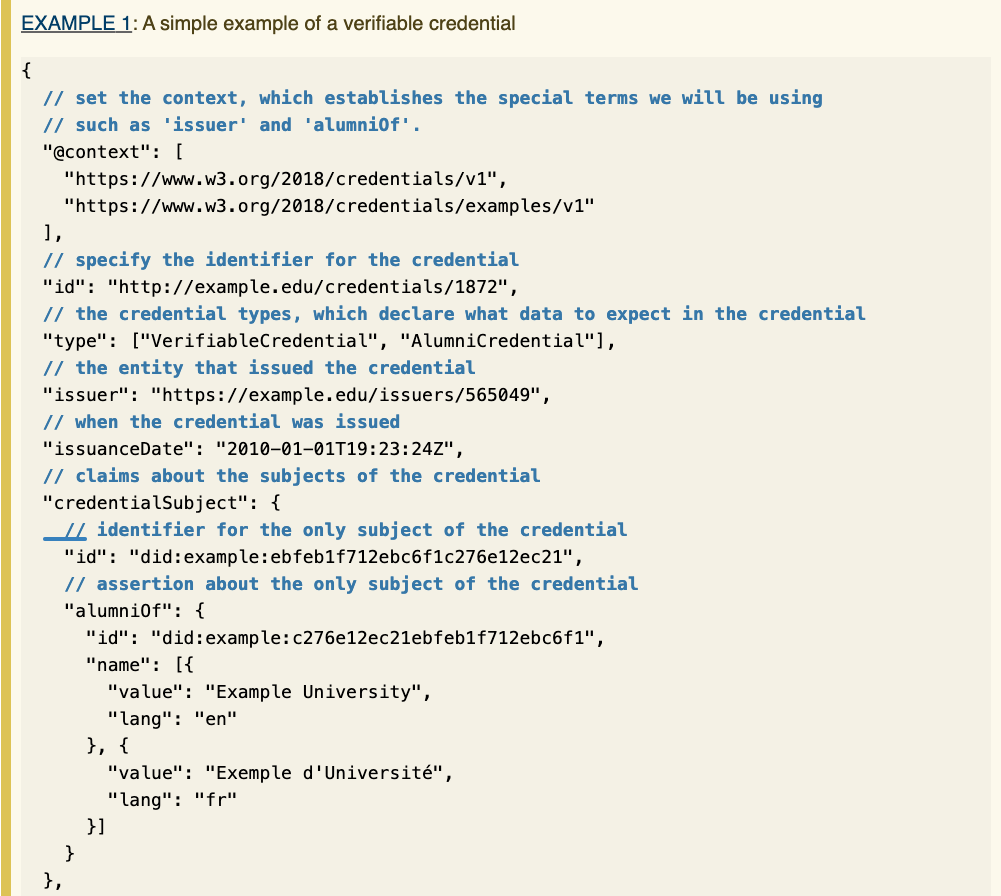 EXAMPLE 1: A simple example of a verifiable credential
{
  // set the context, which establishes the special terms we will be using
  // such as 'issuer' and 'alumniOf'.
  "@context": [
    "https://www.w3.org/2018/credentials/v1",
    "https://www.w3.org/2018/credentials/examples/v1"
  ],
  // specify the identifier for the credential
  "id": "http://example.edu/credentials/1872",
  // the credential types, which declare what data to expect in the credential
  "type": ["VerifiableCredential", "AlumniCredential"],
  // the entity that issued the credential
  "issuer": "https://example.edu/issuers/565049",
  // when the credential was issued
  "issuanceDate": "2010-01-01T19:23:24Z",
  // claims about the subjects of the credential
  "credentialSubject": {
    // identifier for the only subject of the credential
    "id": "did:example:ebfeb1f712ebc6f1c276e12ec21",
    // assertion about the only subject of the credential
    "alumniOf": {
      "id": "did:example:c276e12ec21ebfeb1f712ebc6f1",
      "name": [{
        "value": "Example University",
        "lang": "en"
      }, {
        "value": "Exemple d'Université",
        "lang": "fr"
      }]
    }
  },